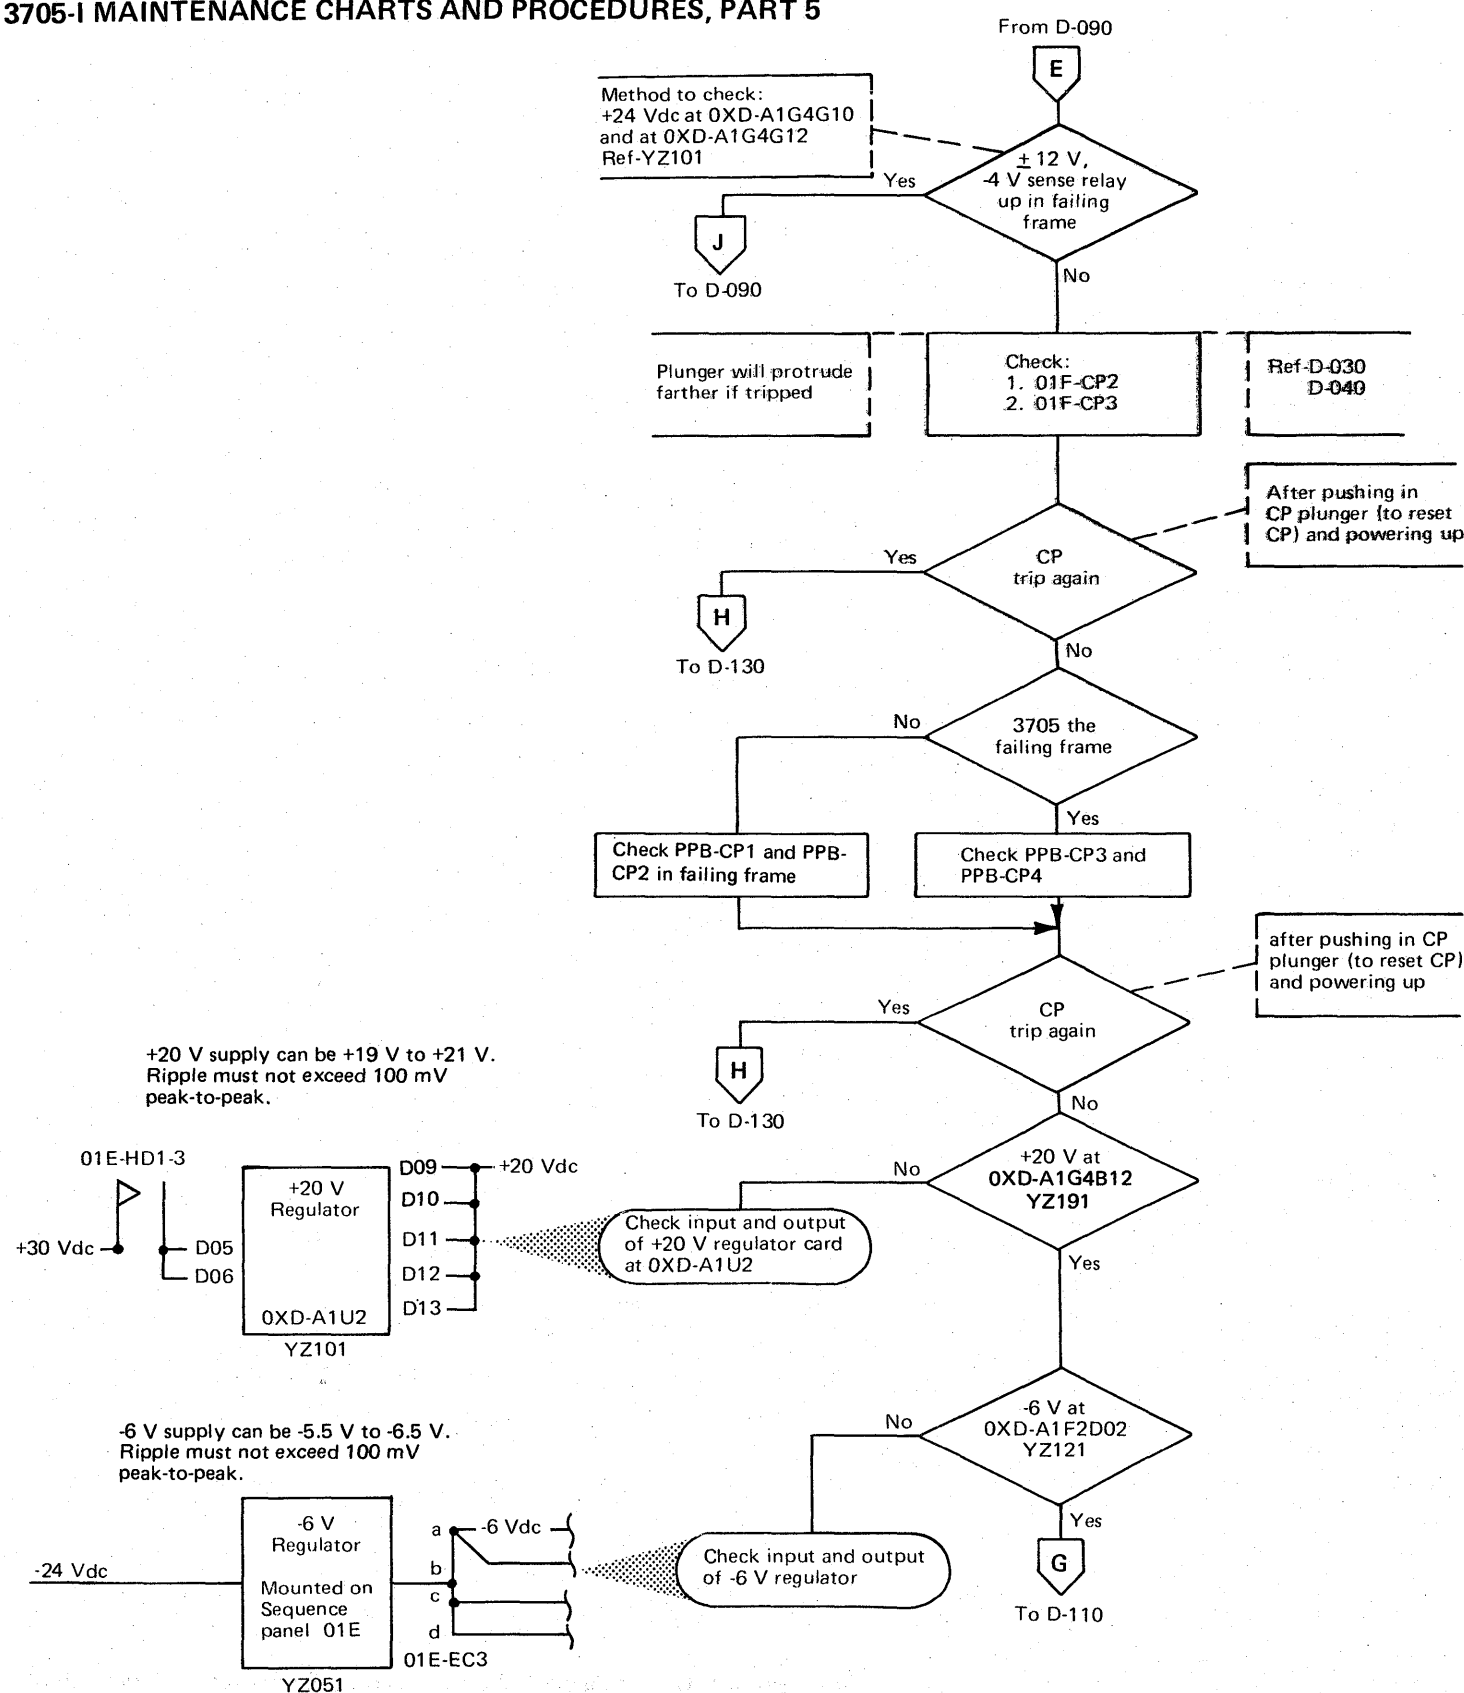 3705-I MAINTENANCE CHARTS AND PROCEDURES, PART 5
From D-090
E
Method to check:
+24 Vdc at 0XD-A1G4G10
and at 0XD-A1G4G12
Ref-YZ101
± 12 V,
-4 V sense relay
up in failing
frame
Yes
J
To D-090
No
Plunger will protrude
farther if tripped
Check:
1. 01F-CP2
2. 01F-CP3
Ref-D-030
D-040
After pushing in
CP plunger (to reset
CP) and powering up
CP
trip again
Yes
H
To D-130
No
3705 the
failing frame
No
Yes
Check PPB-CP1 and PPB-
CP2 in failing frame
Check PPB-CP3 and
PPB-CP4
after pushing in CP
plunger (to reset CP)
and powering up
CP
trip again
Yes
H
To D-130
No
+20 V supply can be +19 V to +21 V.
Ripple must not exceed 100 mV
peak-to-peak.
+20 V at
0XD-A1G4B12
YZ191
No
Yes
01E-HD1-3
+30 Vdc
D05
D06
+20 V
Regulator
0XD-A1U2
YZ101
D09
+20 Vdc
D10
D11
D12
D13
Check input and output
of +20 V regulator card
at 0XD-A1U2
-6 V at
0XD-A1F2D02
YZ121
No
Yes
G
To D-110
-6 V supply can be -5.5 V to -6.5 V.
Ripple must not exceed 100 mV
peak-to-peak.
-24 Vdc
-6 V
Regulator
Mounted on
Sequence
panel 01E
YZ051
a
-6 Vdc
b
c
d
01E-EC3
Check input and output
of -6 V regulator